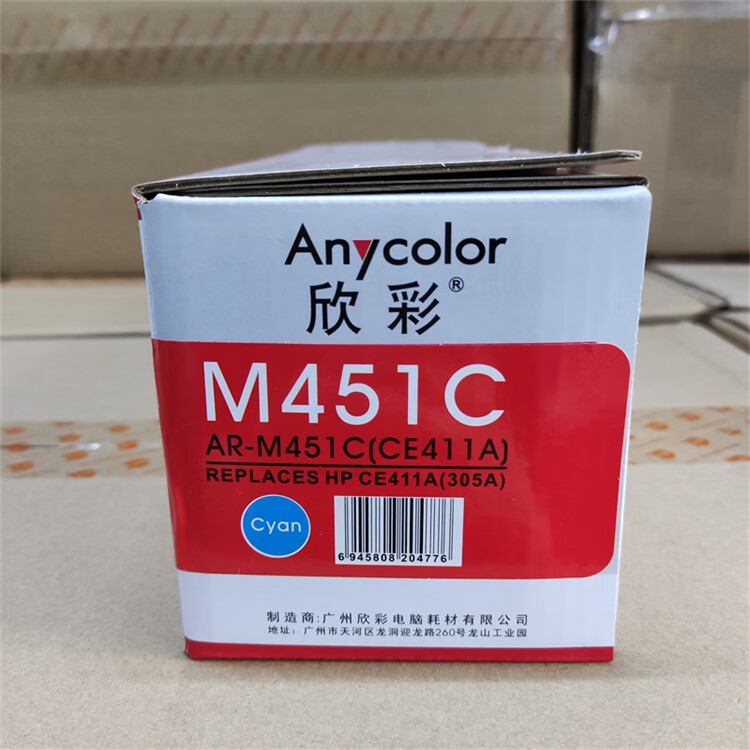 Anycolor
欣彩®
M451C
AR-M451C(CE411A)
REPLACES HP CE411A(305A)
Cyan
6 945808 204776
制造商:广州欣彩电脑耗材有限公司
地址: 广州市天河区龙洞迎龙路260号龙山工业园